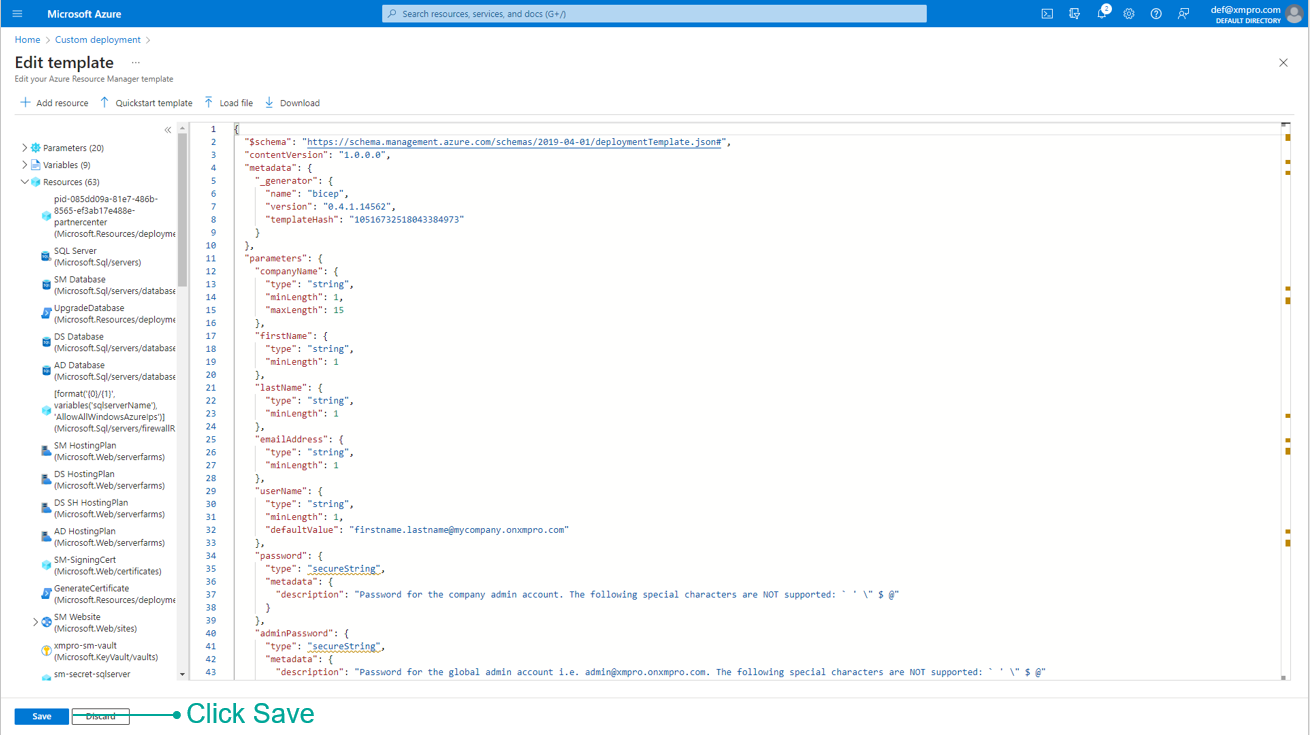 Microsoft Azure
Search resources, services, and docs (G+/)
2
def@xmpro.com
DEFAULT DIRECTORY
Home > Custom deployment >
Edit template ...
Edit your Azure Resource Manager template
Add resource Quickstart template Load file Download
Parameters (20)
Variables (9)
Resources (63)
pid-085dd09a-81e7-486b-
8565-ef3ab17e488e-
partnercenter
(Microsoft.Resources/deployme
SQL Server
(Microsoft.Sql/servers)
SM Database
(Microsoft.Sql/servers/database
UpgradeDatabase
(Microsoft.Resources/deployme
DS Database
(Microsoft.Sql/servers/database
AD Database
(Microsoft.Sql/servers/database
[format('{0}/{1}',
variables('sqlserverName'),
'AllowAllWindowsAzureIps')]
(Microsoft.Sql/servers/firewallR
SM HostingPlan
(Microsoft.Web/serverfarms)
DS HostingPlan
(Microsoft.Web/serverfarms)
DS SH HostingPlan
(Microsoft.Web/serverfarms)
AD HostingPlan
(Microsoft.Web/serverfarms)
SM-SigningCert
(Microsoft.Web/certificates)
GenerateCertificate
(Microsoft.Resources/deployme
SM Website
(Microsoft.Web/sites)
xmpro-sm-vault
(Microsoft.KeyVault/vaults)
sm-secret-sqlserver
1 {
2 "$schema": "https://schema.management.azure.com/schemas/2019-04-01/deploymentTemplate.json#",
3 "contentVersion": "1.0.0.0",
4 "metadata": {
5 "_generator": {
6 "name": "bicep",
7 "version": "0.4.1.14562",
8 "templateHash": "10516732518043384973"
9 }
10 },
11 "parameters": {
12 "companyName": {
13 "type": "string",
14 "minLength": 1,
15 "maxLength": 15
16 },
17 "firstName": {
18 "type": "string",
19 "minLength": 1
20 },
21 "lastName": {
22 "type": "string",
23 "minLength": 1
24 },
25 "emailAddress": {
26 "type": "string",
27 "minLength": 1
28 },
29 "userName": {
30 "type": "string",
31 "minLength": 1,
32 "defaultValue": "firstname.lastname@mycompany.onxmpro.com"
33 },
34 "password": {
35 "type": "secureString",
36 "metadata": {
37 "description": "Password for the company admin account. The following special characters are NOT supported: ` ' \" $ @"
38 }
39 },
40 "adminPassword": {
41 "type": "secureString",
42 "metadata": {
43 "description": "Password for the global admin account i.e. admin@xmpro.onxmpro.com. The following special characters are NOT supported: ` ' \" $ @"
Save Discard Click Save